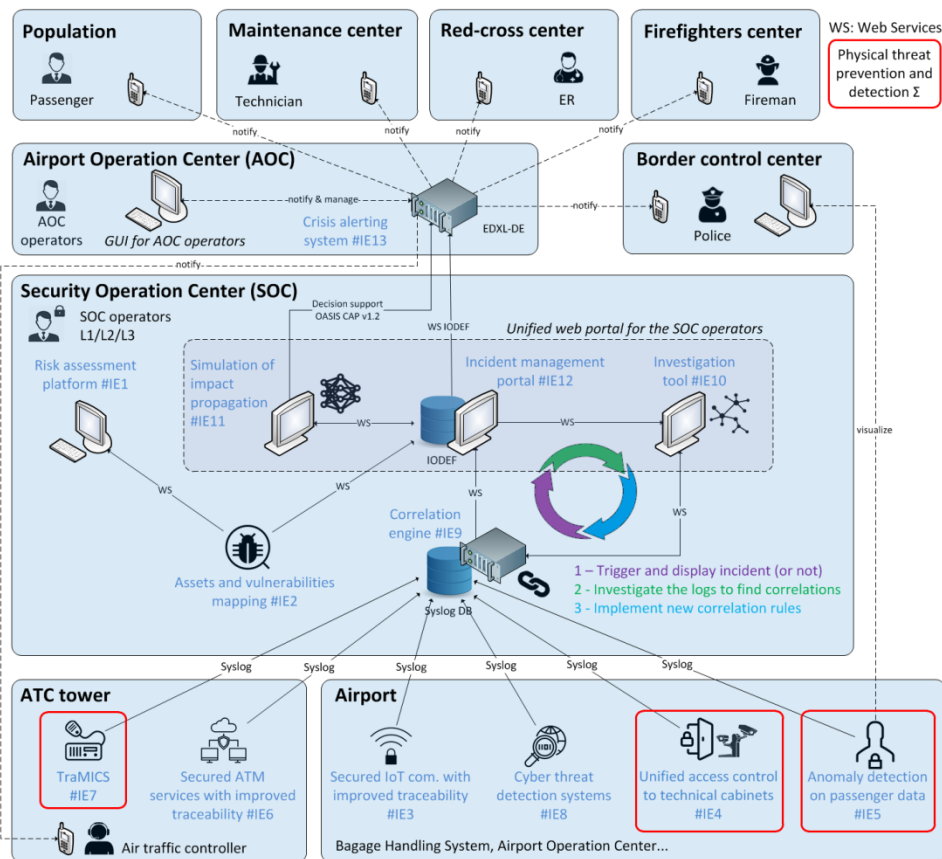 Population
Passenger
Maintenance center
Technician
Red-cross center
ER
Firefighters center
Fireman
WS: Web Services
Physical threat
prevention and
detection Σ
notify
notify
notify
notify
Airport Operation Center (AOC)
AOC
operators
GUI for AOC operators
notify & manage
Crisis alerting
system #IE13
EDXL-DE
notify
Border control center
Police
notify
Security Operation Center (SOC)
SOC operators
L1/L2/L3
Decision support
OASIS CAP v1.2
WS IODEF
Unified web portal for the SOC operators
Risk assessment
platform #IE1
Simulation of
impact
propagation
#IE11
Incident management
portal #IE12
Investigation
tool #IE10
WS
WS
IODEF
visualize
WS
WS
WS
WS
Correlation
engine #IE9
Assets and vulnerabilities
mapping #IE2
Syslog DB
1 – Trigger and display incident (or not)
2 - Investigate the logs to find correlations
3 - Implement new correlation rules
Syslog
Syslog
Syslog
Syslog
Syslog
Syslog
ATC tower
TraMICS
#IE7
Secured ATM
services with improved
traceability #IE6
Air traffic controller
Airport
Secured IoT com. with
improved traceability
#IE3
Cyber threat
detection systems
#IE8
Unified access control
to technical cabinets
#IE4
Anomaly detection
on passenger data
#IE5
Bagage Handling System, Airport Operation Center...